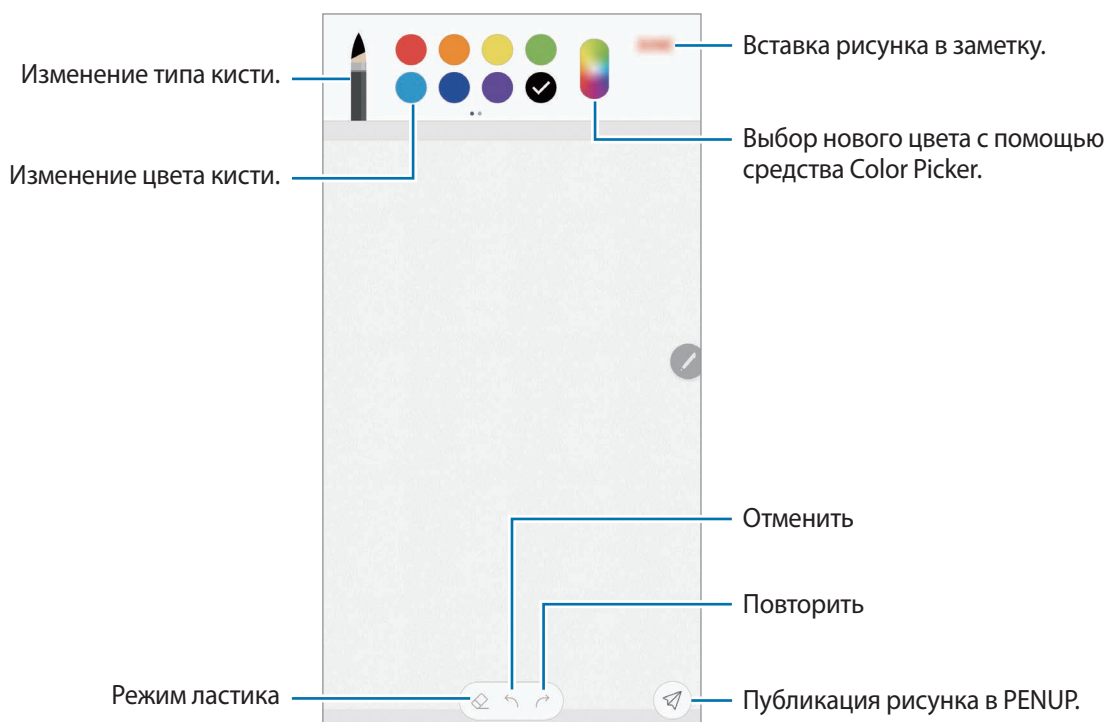 Вставка рисунка в заметку.
Изменение типа кисти.
Выбор нового цвета с помощью
средства Color Picker.
Изменение цвета кисти.
Отменить
Повторить
Режим ластика
Публикация рисунка в PENUP.